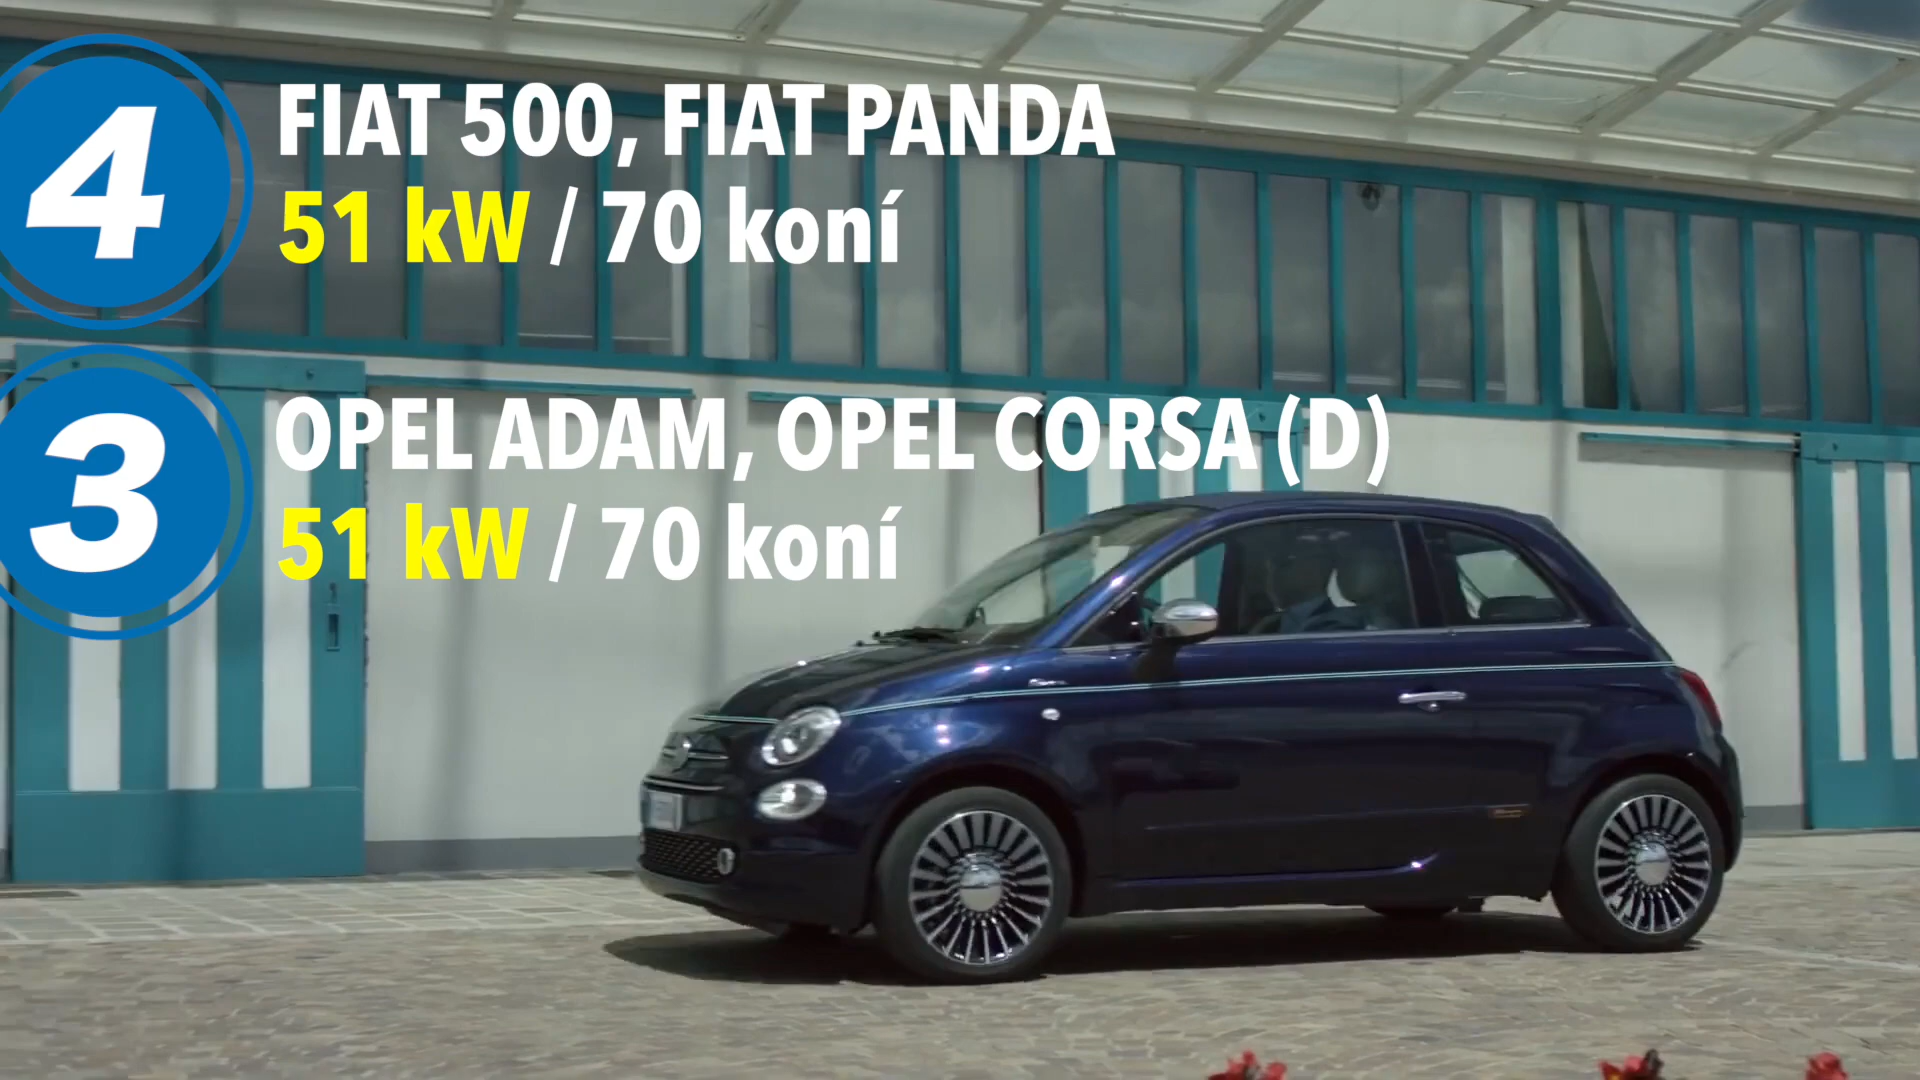 4
FIAT 500, FIAT PANDA
51 kW / 70 koní
3
OPEL ADAM, OPEL CORSA (D)
51 kW / 70 koní